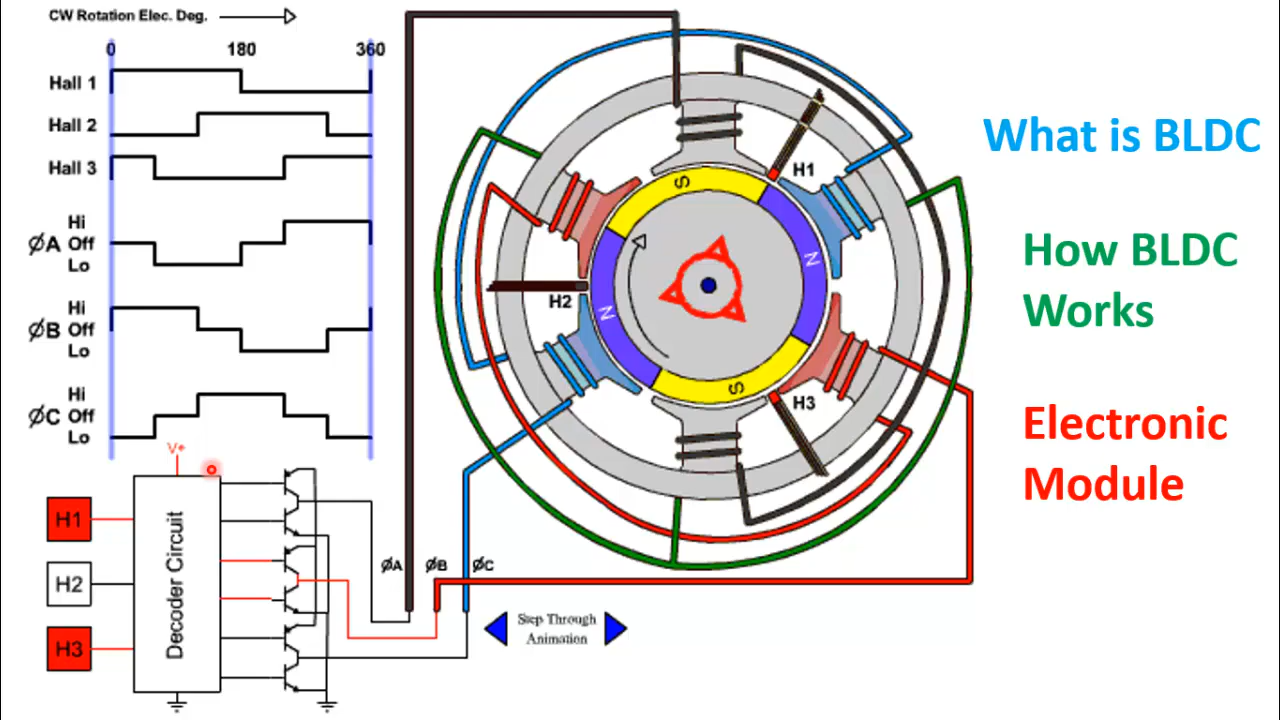 CW Rotation Elec. Deg.
0 180 360
Hall 1
Hall 2
Hall 3
Hi
ØA Off
Lo
Hi
ØB Off
Lo
Hi
ØC Off
Lo
V+
H1
H2
H3
Decoder Circuit
ØA ØB ØC
Step Through
Animation
S
N
N
S
H1
H2
H3
What is BLDC
How BLDC
Works
Electronic
Module